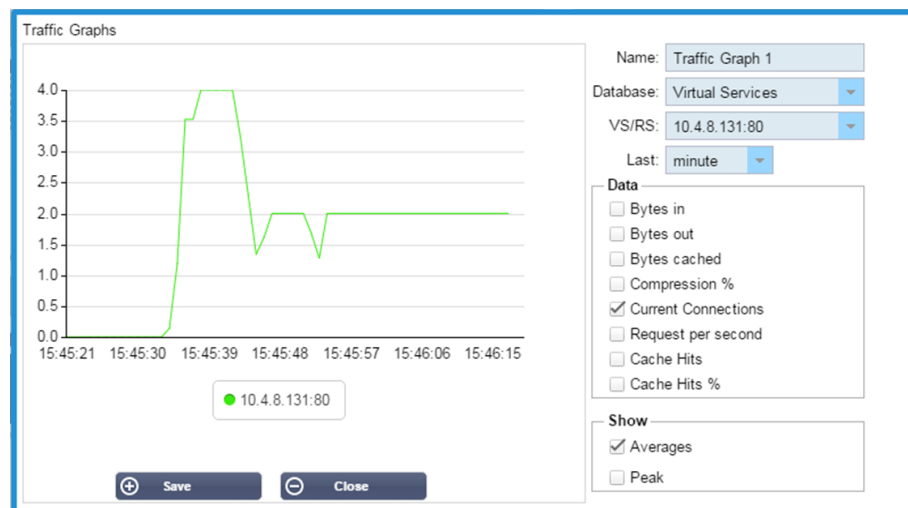 Traffic Graphs
4.0
3.5
3.0
2.5
2.0
1.5
1.0
0.5
0.0
15:45:21 15:45:30 15:45:39 15:45:48 15:45:57 15:46:06 15:46:15
10.4.8.131:80
Save Close
Name: Traffic Graph 1
Database: Virtual Services
VS/RS: 10.4.8.131:80
Last: minute
Data
Bytes in
Bytes out
Bytes cached
Compression %
Current Connections
Request per second
Cache Hits
Cache Hits %
Show
Averages
Peak